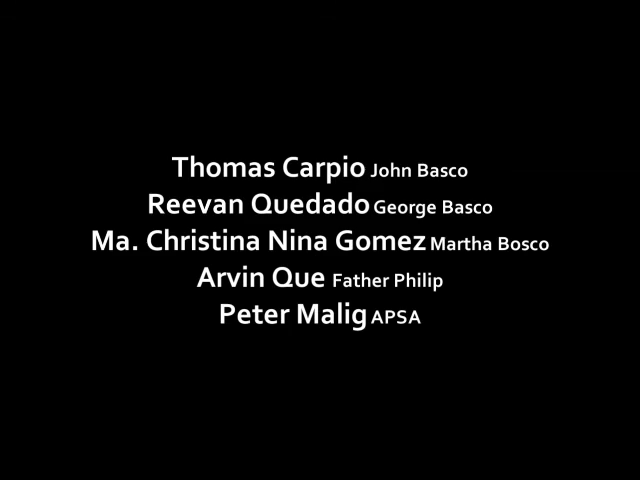 Thomas Carpio John Basco
Reevan Quedado George Basco
Ma. Christina Nina Gomez Martha Bosco
Arvin Que Father Philip
Peter Malig APSA